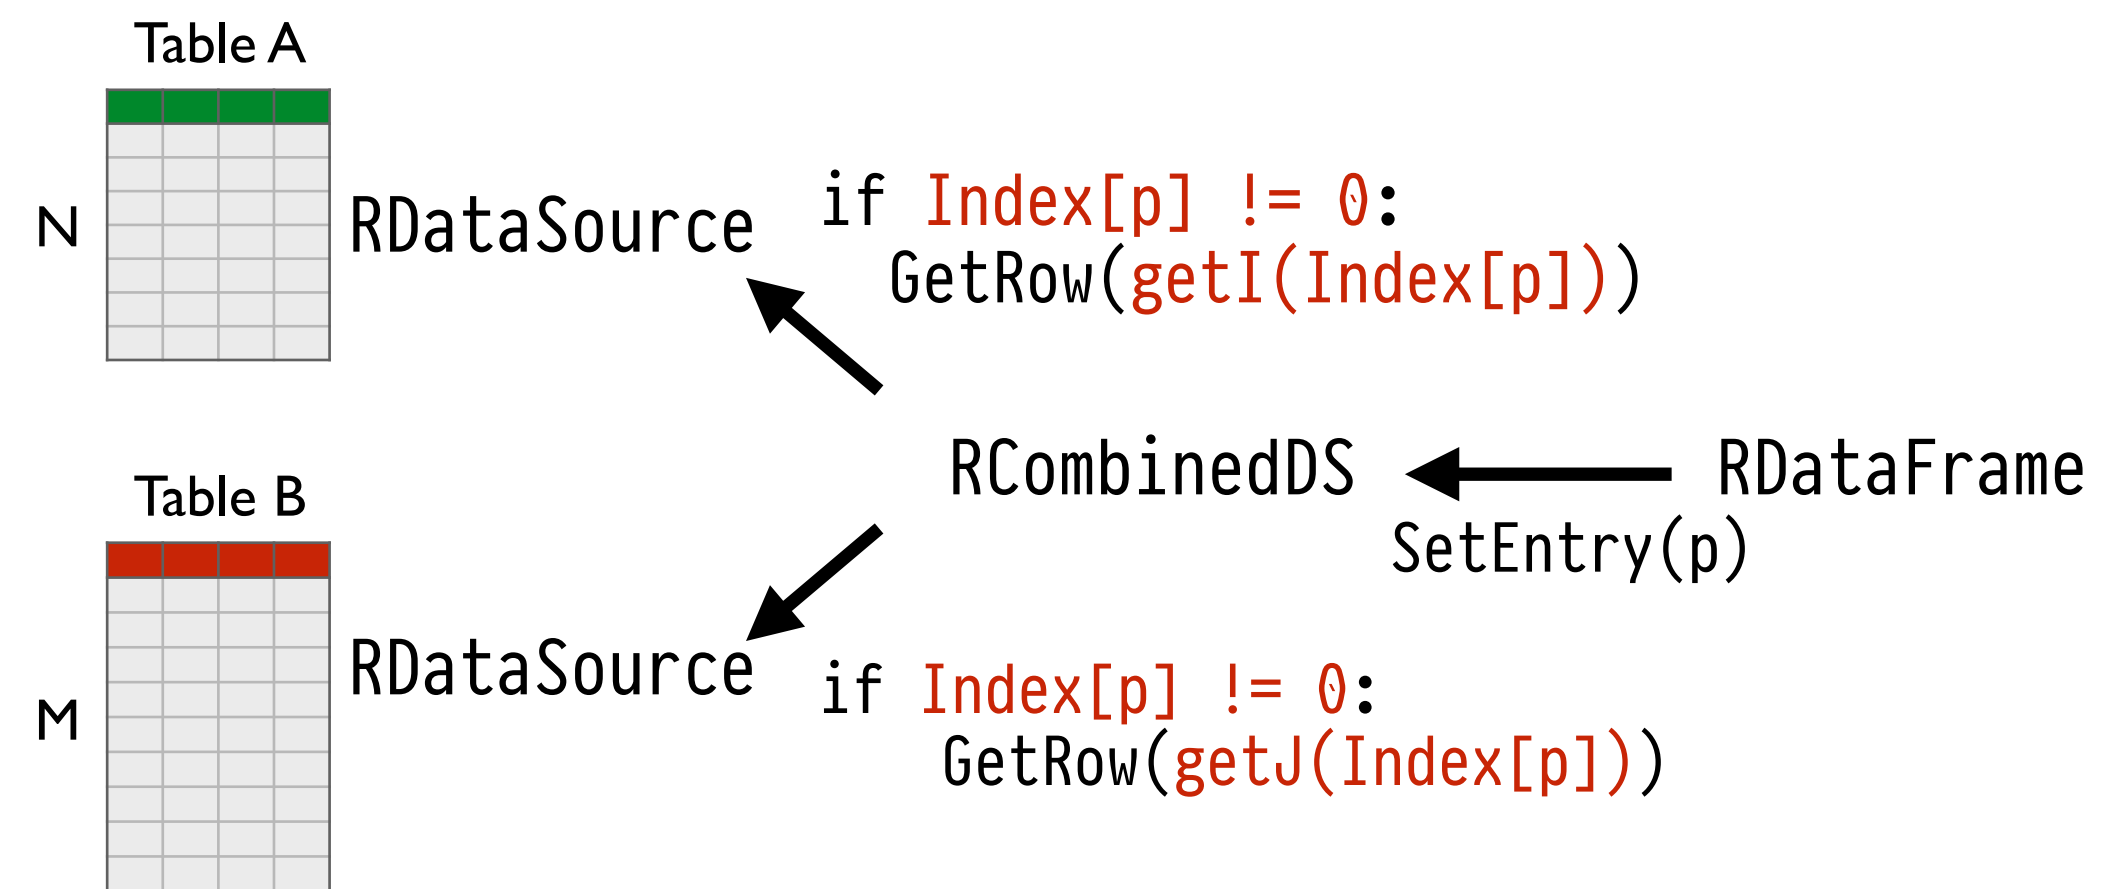 Table A
N
RDataSource
if Index[p] != 0:
GetRow(getI(Index[p]))
RCombinedDS
RDataFrame
SetEntry(p)
Table B
M
RDataSource
if Index[p] != 0:
GetRow(getJ(Index[p]))